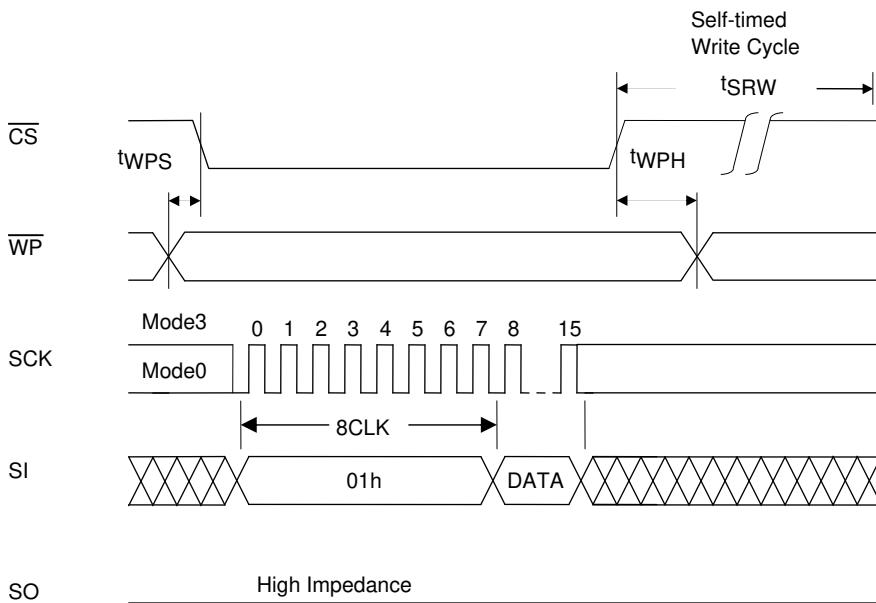 Self-timed
Write Cycle
tSRW
CS
tWPS
tWPH
WP
Mode3
0 1 2 3 4 5 6 7 8 15
SCK
Mode0
8CLK
SI
01h
DATA
High Impedance
SO